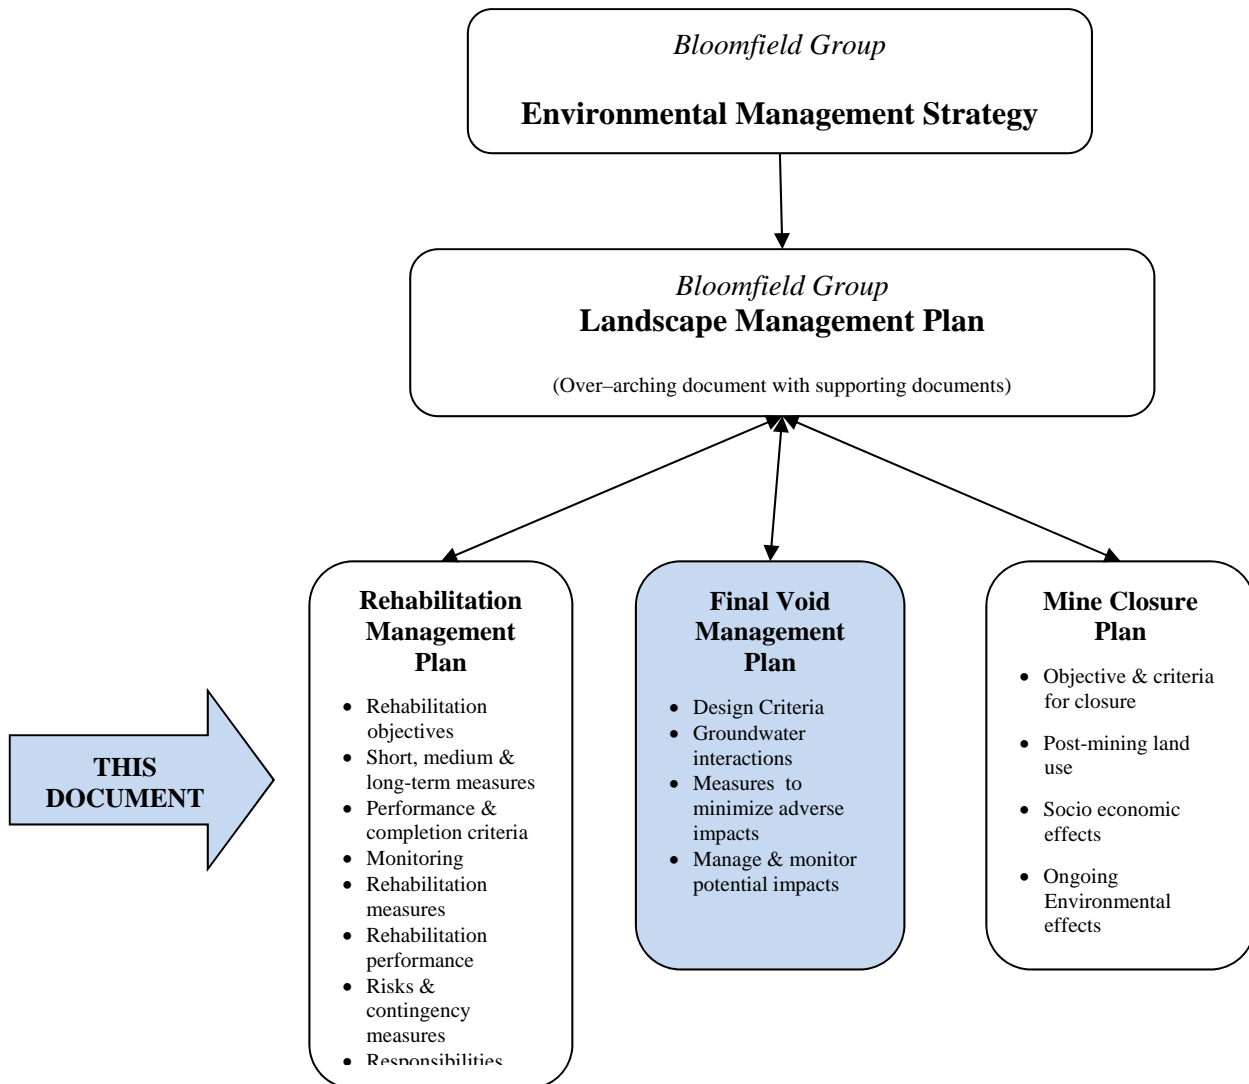 Bloomfield Group
Environmental Management Strategy
Bloomfield Group
Landscape Management Plan
(Over–arching document with supporting documents)
THIS
DOCUMENT
Rehabilitation
Management
Plan
• Rehabilitation
objectives
• Short, medium &
long-term measures
• Performance &
completion criteria
• Monitoring
• Rehabilitation
measures
• Rehabilitation
performance
• Risks &
contingency
measures
• Responsibilities
Final Void
Management
Plan
• Design Criteria
• Groundwater
interactions
• Measures to
minimize adverse
impacts
• Manage & monitor
potential impacts
Mine Closure
Plan
• Objective & criteria
for closure
• Post-mining land
use
• Socio economic
effects
• Ongoing
Environmental
effects